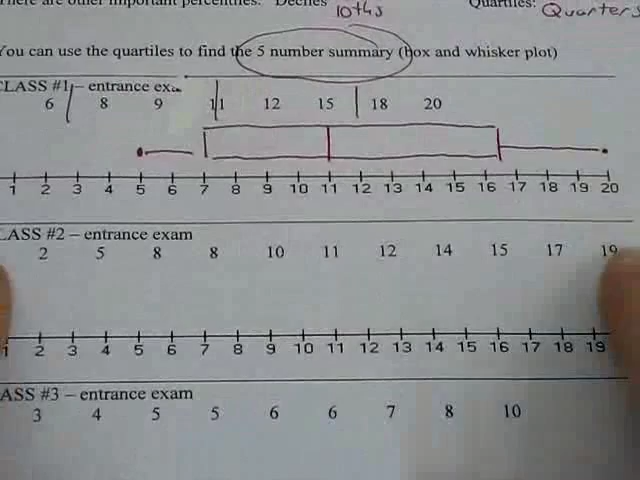 There are other important percentiles: Deciles 10ths Quartiles: Quarters
You can use the quartiles to find the 5 number summary (box and whisker plot)
CLASS #1 – entrance exam
6 8 9 11 12 15 18 20
1 2 3 4 5 6 7 8 9 10 11 12 13 14 15 16 17 18 19 20
LASS #2 – entrance exam
2 5 8 8 10 11 12 14 15 17 19
1 2 3 4 5 6 7 8 9 10 11 12 13 14 15 16 17 18 19
ASS #3 – entrance exam
3 4 5 5 6 6 7 8 10